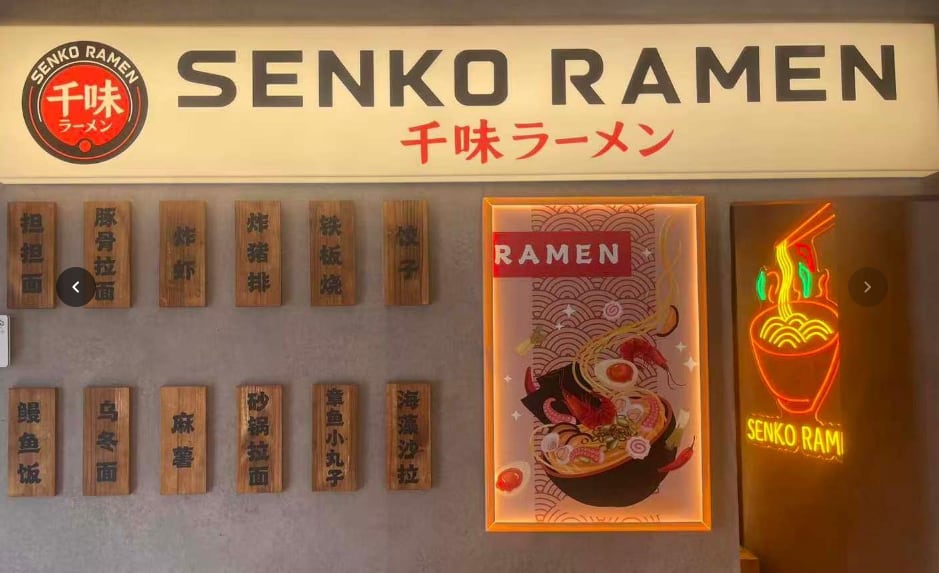 SENKO RAMEN
千味
ラーメン
SENKO RAMEN
千味ラーメン
担担面
豚骨拉面
炸虾
炸猪排
铁板烧
饺子
RAMEN
鳗鱼饭
乌冬面
麻薯
砂锅拉面
章鱼小丸子
海藻沙拉
SENKO RAM